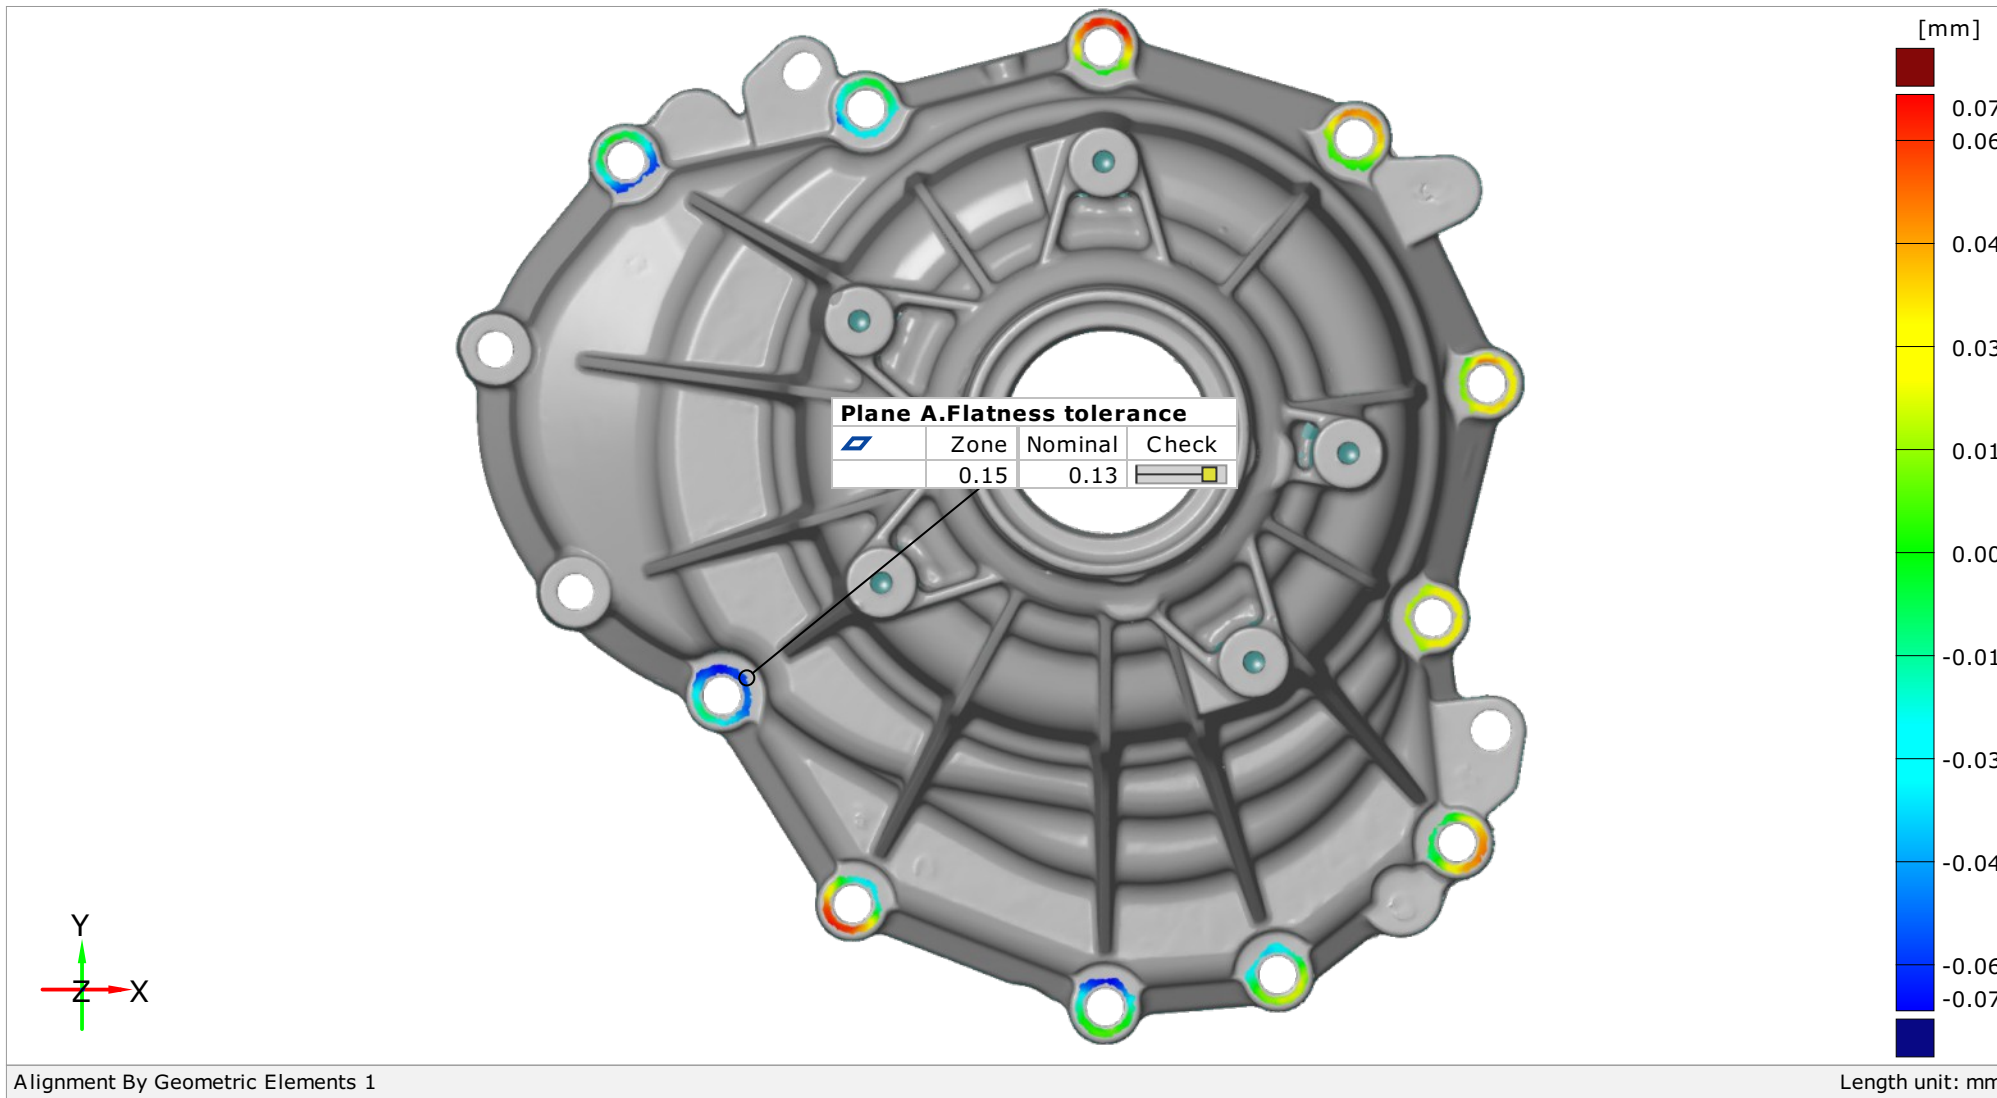 [mm]
0.07
0.06
0.04
0.03
0.01
0.00
-0.01
-0.03
-0.04
-0.06
-0.07
Plane A.Flatness tolerance
Zone Nominal Check
0.15 0.13
Y
Z X
Alignment By Geometric Elements 1
Length unit: mm